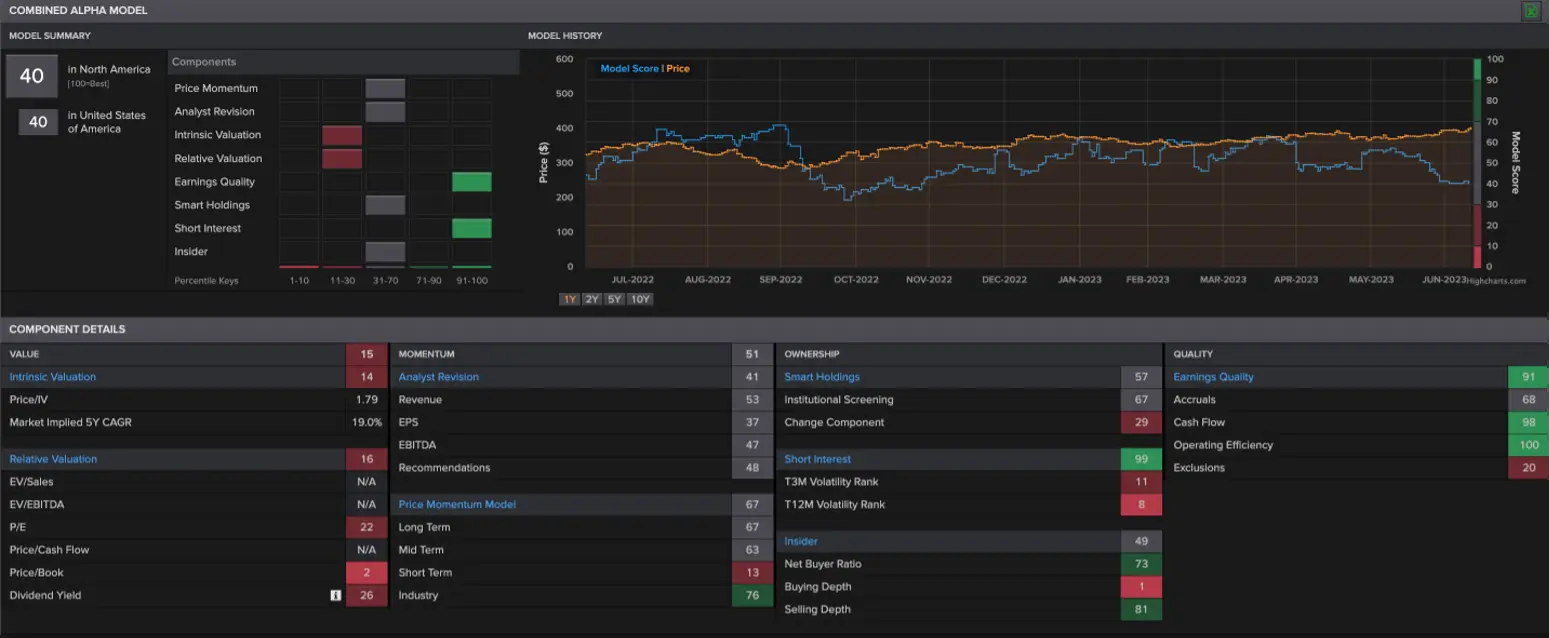 COMBINED ALPHA MODEL
MODEL SUMMARY
40
in North America
[100=Best]
40
in United States
of America
Components
Price Momentum
Analyst Revision
Intrinsic Valuation
Relative Valuation
Earnings Quality
Smart Holdings
Short Interest
Insider
Percentile Keys 1-10 11-30 31-70 71-90 91-100
MODEL HISTORY
Model Score | Price
Price ($)
600
500
400
300
200
100
0
100
90
80
70
60
50
40
30
20
10
0
Model Score
JUL-2022 AUG-2022 SEP-2022 OCT-2022 NOV-2022 DEC-2022 JAN-2023 FEB-2023 MAR-2023 APR-2023 MAY-2023 JUN-2023
Highcharts.com
1Y 2Y 5Y 10Y
COMPONENT DETAILS
VALUE 15
Intrinsic Valuation 14
Price/IV 1.79
Market Implied 5Y CAGR 19.0%
Relative Valuation 16
EV/Sales N/A
EV/EBITDA N/A
P/E 22
Price/Cash Flow N/A
Price/Book 2
Dividend Yield i 26
MOMENTUM 51
Analyst Revision 41
Revenue 53
EPS 37
EBITDA 47
Recommendations 48
Price Momentum Model 67
Long Term 67
Mid Term 63
Short Term 13
Industry 76
OWNERSHIP
Smart Holdings 57
Institutional Screening 67
Change Component 29
Short Interest 99
T3M Volatility Rank 11
T12M Volatility Rank 8
Insider 49
Net Buyer Ratio 73
Buying Depth 1
Selling Depth 81
QUALITY
Earnings Quality 91
Accruals 68
Cash Flow 98
Operating Efficiency 100
Exclusions 20